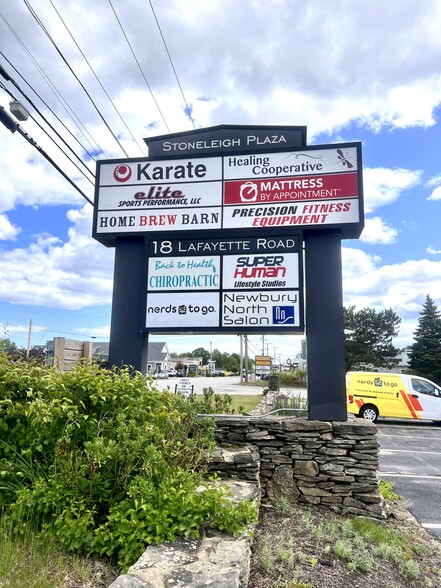 STONELEIGH PLAZA
Karate
Healing
Cooperative
elite
SPORTS PERFORMANCE, LLC
MATTRESS
BY APPOINTMENT
HOME BREW BARN
PRECISION FITNESS
EQUIPMENT
18 LAFAYETTE ROAD
Back to Health
CHIROPRACTIC
SUPER
HUMAN
Lifestyle Studios
nerds to go
Newbury
North
Salon
nerds to go